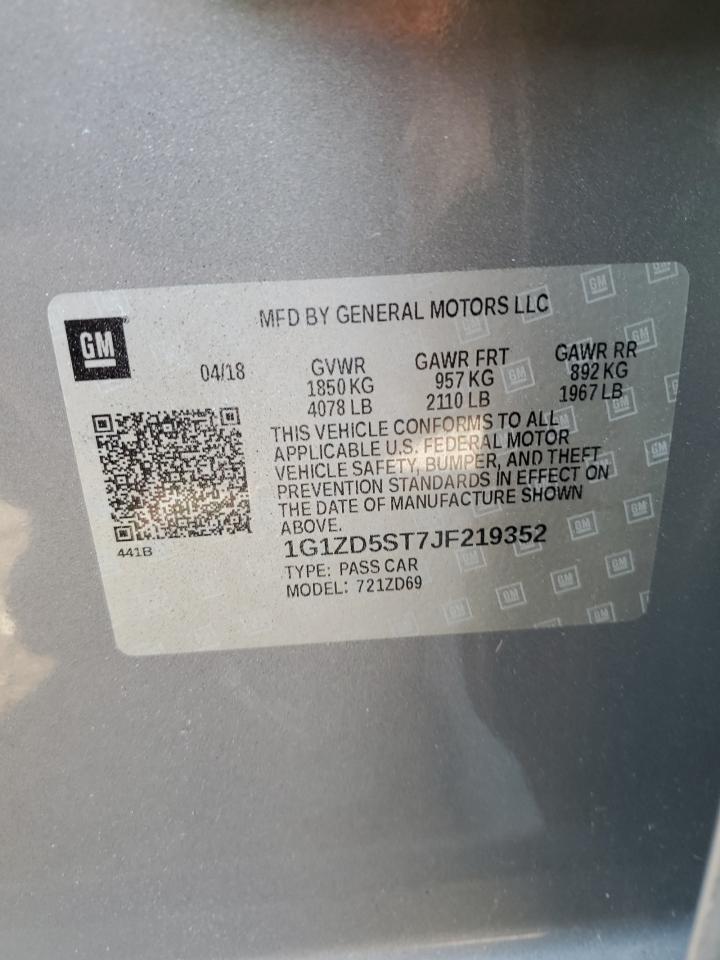 MFD BY GENERAL MOTORS LLC
GM
04/18
GVWR
1850 KG
4078 LB
GAWR FRT
957 KG
2110 LB
GAWR RR
892 KG
1967 LB
THIS VEHICLE CONFORMS TO ALL
APPLICABLE U.S. FEDERAL MOTOR
VEHICLE SAFETY, BUMPER, AND THEFT
PREVENTION STANDARDS IN EFFECT ON
THE DATE OF MANUFACTURE SHOWN
ABOVE.
441B
1G1ZD5ST7JF219352
TYPE: PASS CAR
MODEL: 721ZD69